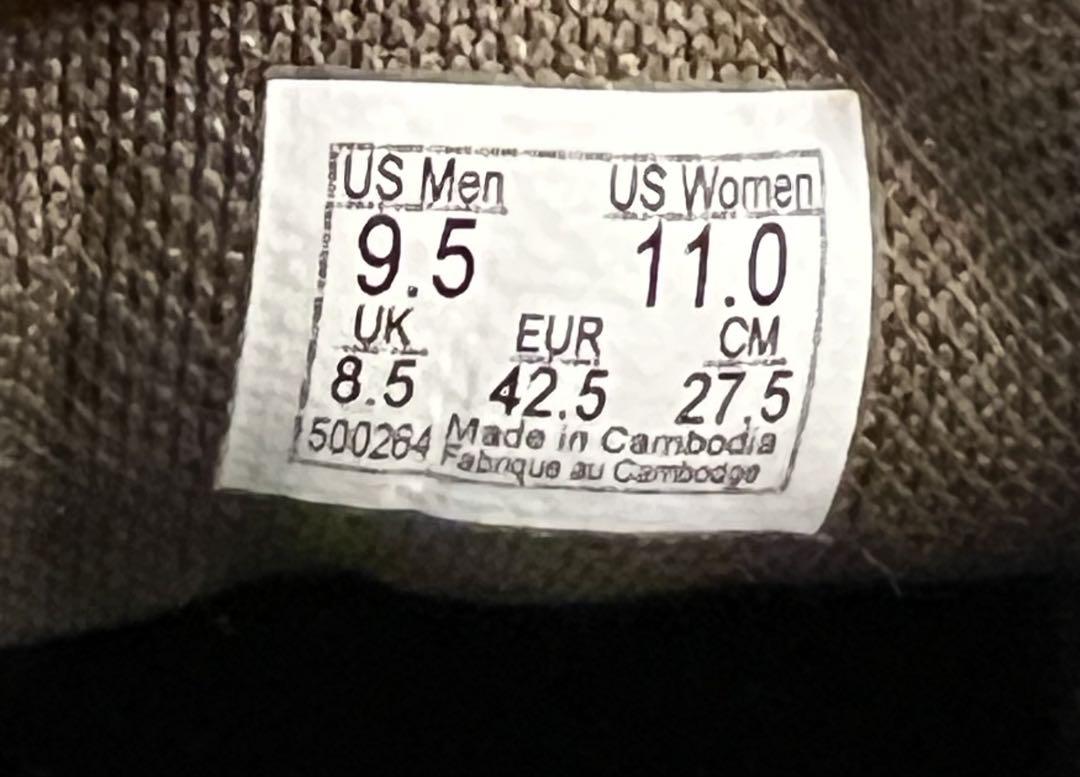 US Men US Women
9.5 11.0
UK EUR CM
8.5 42.5 27.5
1500264 Made in Cambodia
Fabrique au Cambodge